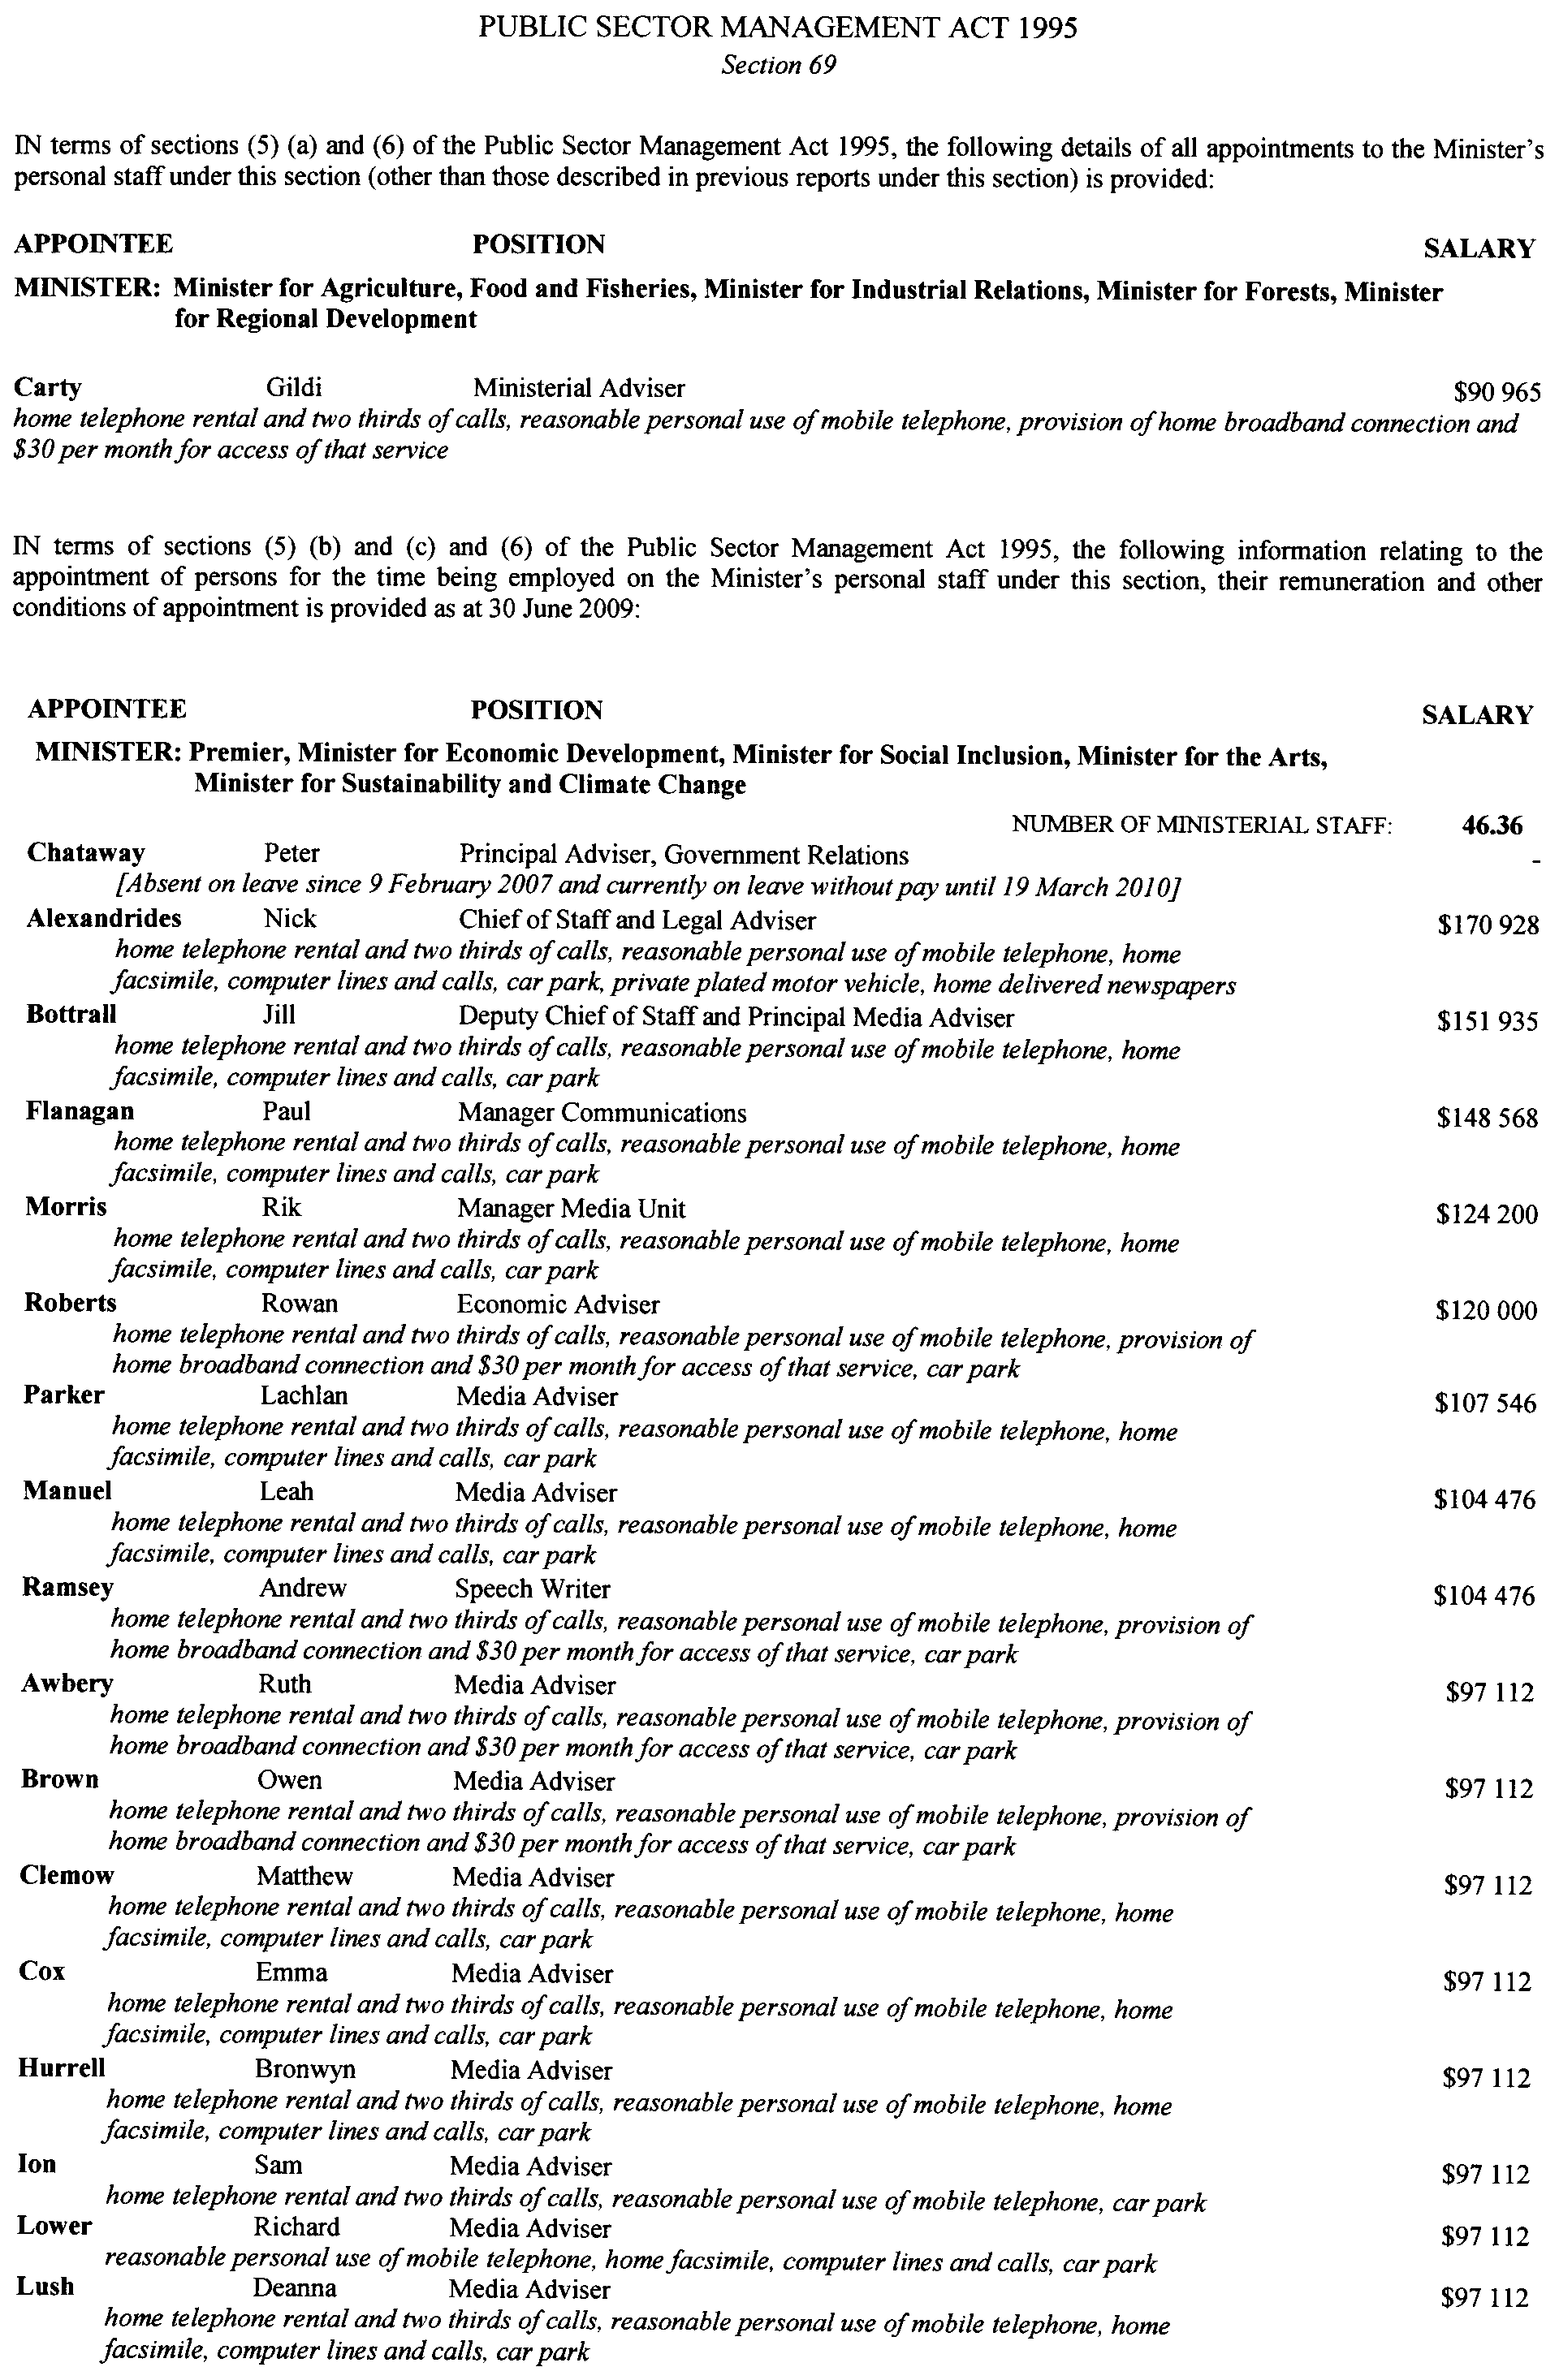 PUBLIC SECTOR MANAGEMENT ACT 1995
Section 69
IN terms of sections (5) (a) and (6) of the Public Sector Management Act 1995, the following details of all appointments to the Minister's
personal staff under this section (other than those described in previous reports under this section) is provided:
APPOINTEE POSITION SALARY
MINISTER: Minister for Agriculture, Food and Fisheries, Minister for Industrial Relations, Minister for Forests, Minister
for Regional Development
Carty Gildi Ministerial Adviser $90 965
home telephone rental and two thirds of calls, reasonable personal use of mobile telephone, provision of home broadband connection and
$30 per month for access of that service
IN terms of sections (5) (b) and (c) and (6) of the Public Sector Management Act 1995, the following information relating to the
appointment of persons for the time being employed on the Minister's personal staff under this section, their remuneration and other
conditions of appointment is provided as at 30 June 2009:
APPOINTEE POSITION SALARY
MINISTER: Premier, Minister for Economic Development, Minister for Social Inclusion, Minister for the Arts,
Minister for Sustainability and Climate Change
NUMBER OF MINISTERIAL STAFF: 46.36
Chataway Peter Principal Adviser, Government Relations -
[Absent on leave since 9 February 2007 and currently on leave without pay until 19 March 2010]
Alexandrides Nick Chief of Staff and Legal Adviser $170 928
home telephone rental and two thirds of calls, reasonable personal use of mobile telephone, home
facsimile, computer lines and calls, car park, private plated motor vehicle, home delivered newspapers
Bottrall Jill Deputy Chief of Staff and Principal Media Adviser $151 935
home telephone rental and two thirds of calls, reasonable personal use of mobile telephone, home
facsimile, computer lines and calls, car park
Flanagan Paul Manager Communications $148 568
home telephone rental and two thirds of calls, reasonable personal use of mobile telephone, home
facsimile, computer lines and calls, car park
Morris Rik Manager Media Unit $124 200
home telephone rental and two thirds of calls, reasonable personal use of mobile telephone, home
facsimile, computer lines and calls, car park
Roberts Rowan Economic Adviser $120 000
home telephone rental and two thirds of calls, reasonable personal use of mobile telephone, provision of
home broadband connection and $30 per month for access of that service, car park
Parker Lachlan Media Adviser $107 546
home telephone rental and two thirds of calls, reasonable personal use of mobile telephone, home
facsimile, computer lines and calls, car park
Manuel Leah Media Adviser $104 476
home telephone rental and two thirds of calls, reasonable personal use of mobile telephone, home
facsimile, computer lines and calls, car park
Ramsey Andrew Speech Writer $104 476
home telephone rental and two thirds of calls, reasonable personal use of mobile telephone, provision of
home broadband connection and $30 per month for access of that service, car park
Awbery Ruth Media Adviser $97 112
home telephone rental and two thirds of calls, reasonable personal use of mobile telephone, provision of
home broadband connection and $30 per month for access of that service, car park
Brown Owen Media Adviser $97 112
home telephone rental and two thirds of calls, reasonable personal use of mobile telephone, provision of
home broadband connection and $30 per month for access of that service, car park
Clemow Matthew Media Adviser $97 112
home telephone rental and two thirds of calls, reasonable personal use of mobile telephone, home
facsimile, computer lines and calls, car park
Cox Emma Media Adviser $97 112
home telephone rental and two thirds of calls, reasonable personal use of mobile telephone, home
facsimile, computer lines and calls, car park
Hurrell Bronwyn Media Adviser $97 112
home telephone rental and two thirds of calls, reasonable personal use of mobile telephone, home
facsimile, computer lines and calls, car park
Ion Sam Media Adviser $97 112
home telephone rental and two thirds of calls, reasonable personal use of mobile telephone, car park
Lower Richard Media Adviser $97 112
reasonable personal use of mobile telephone, home facsimile, computer lines and calls, car park
Lush Deanna Media Adviser $97 112
home telephone rental and two thirds of calls, reasonable personal use of mobile telephone, home
facsimile, computer lines and calls, car park